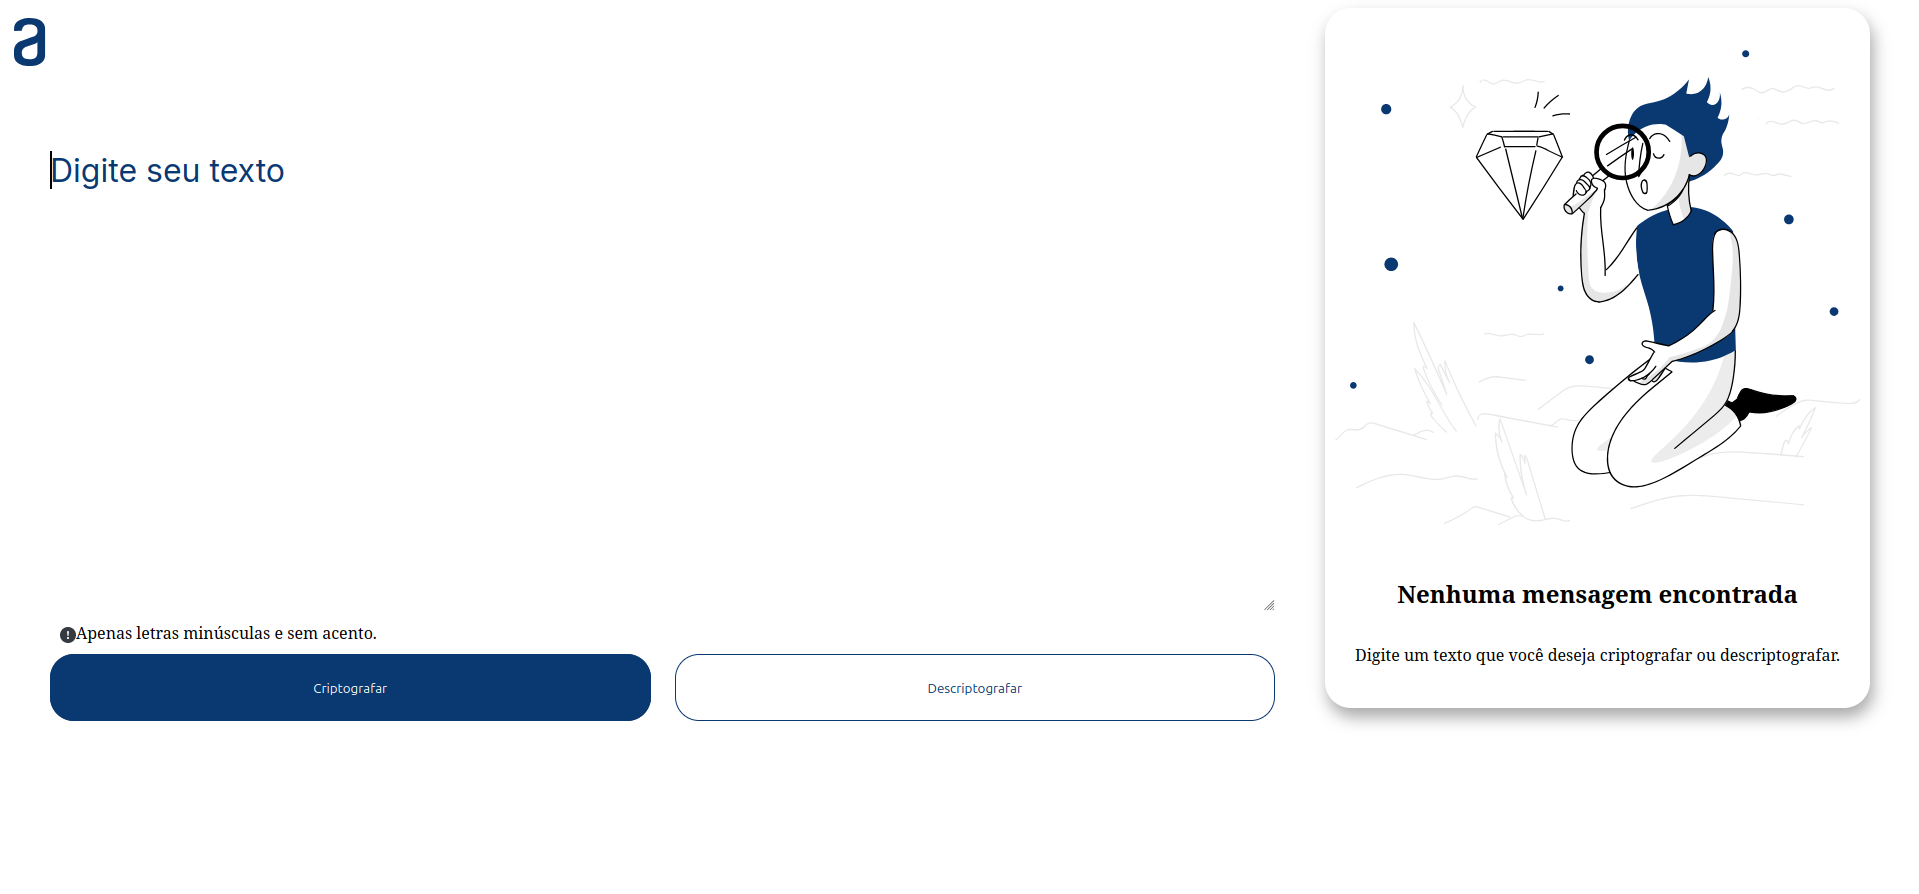 a
Digite seu texto
Apenas letras minúsculas e sem acento.
Criptografar
Descriptografar
Nenhuma mensagem encontrada
Digite um texto que você deseja criptografar ou descriptografar.